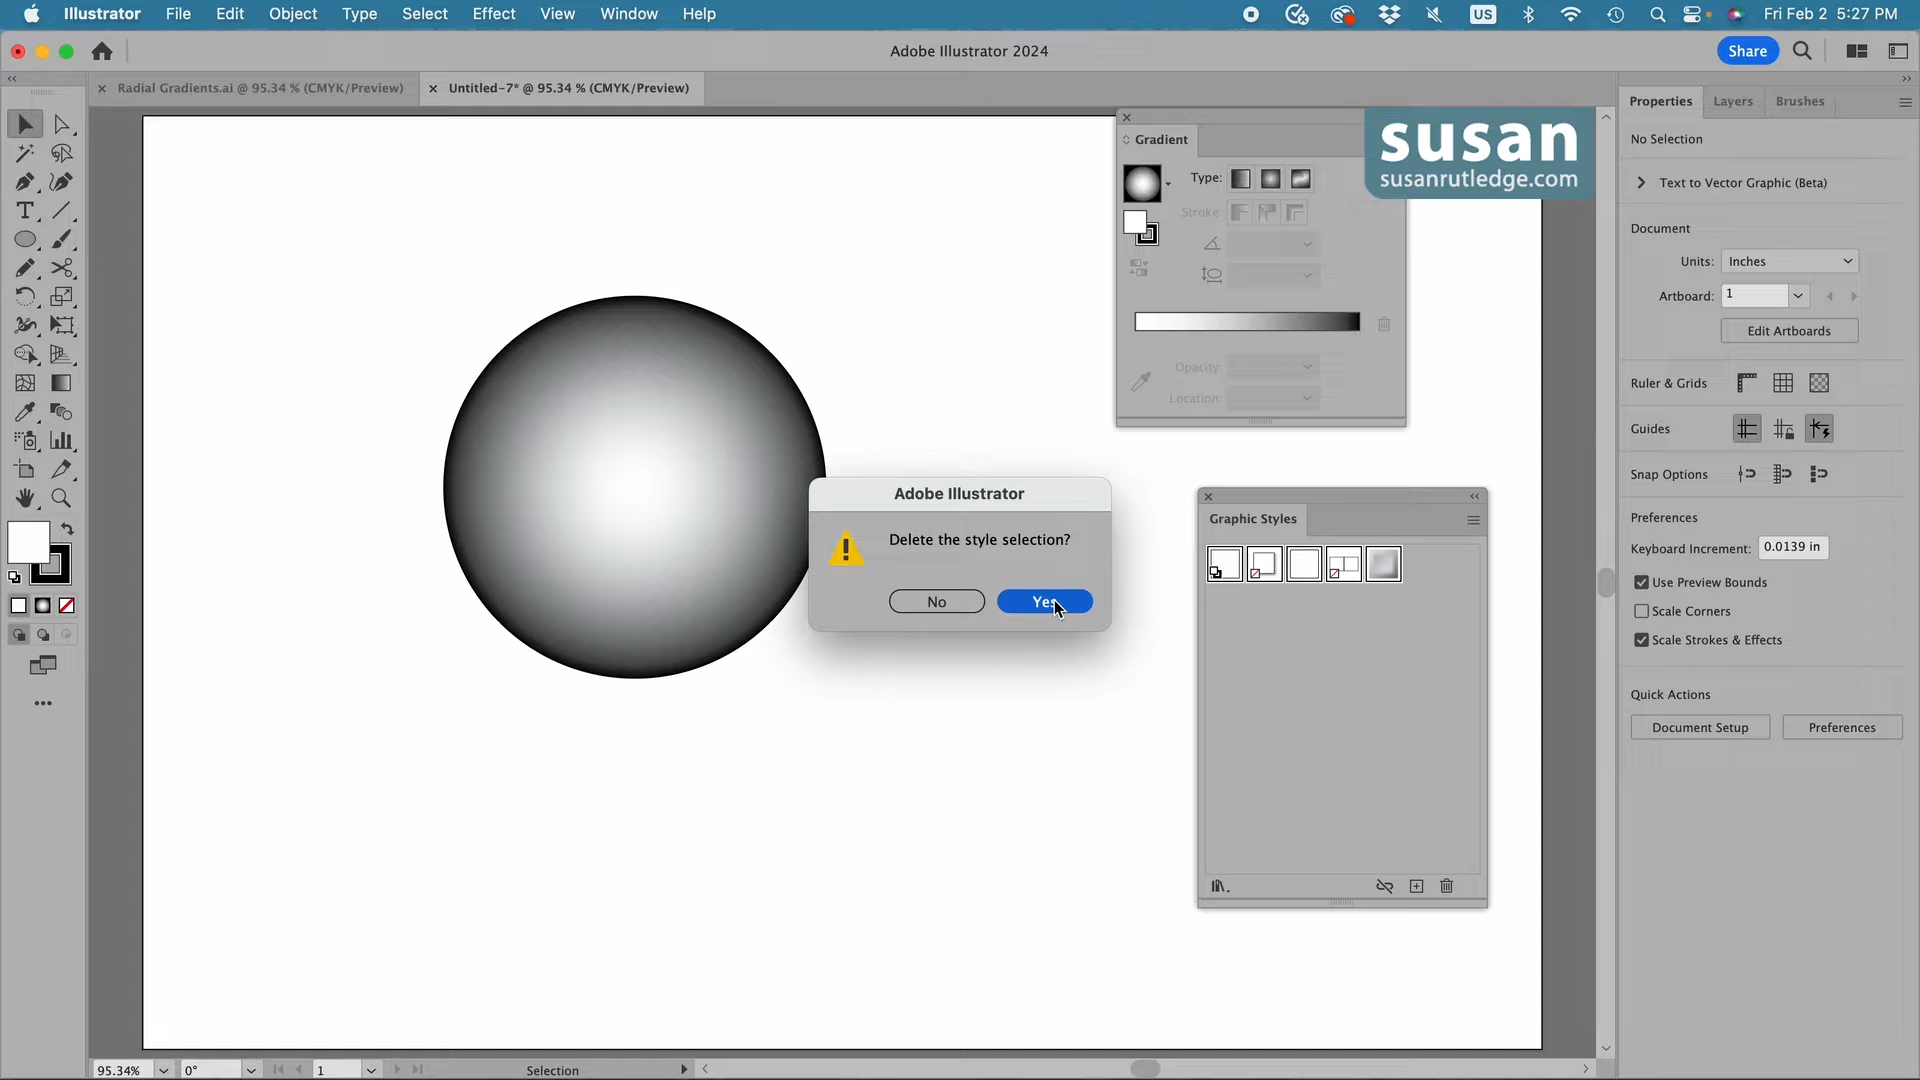 Illustrator File Edit Object Type Select Effect View Window Help
US
Fri Feb 2 5:27 PM
Adobe Illustrator 2024
Share
Radial Gradients.ai @ 95.34 % (CMYK/Preview)
Untitled-7* @ 95.34 % (CMYK/Preview)
Properties Layers Brushes
Gradient
susan
susanrutledge.com
No Selection
Type:
Text to Vector Graphic (Beta)
Stroke:
Document
Units: Inches
Artboard: 1
Edit Artboards
Opacity:
Location:
Ruler & Grids
Guides
Snap Options
Adobe Illustrator
Delete the style selection?
No
Yes
Graphic Styles
Preferences
Keyboard Increment: 0.0139 in
Use Preview Bounds
Scale Corners
Scale Strokes & Effects
Quick Actions
Document Setup
Preferences
95.34%
0°
1
Selection